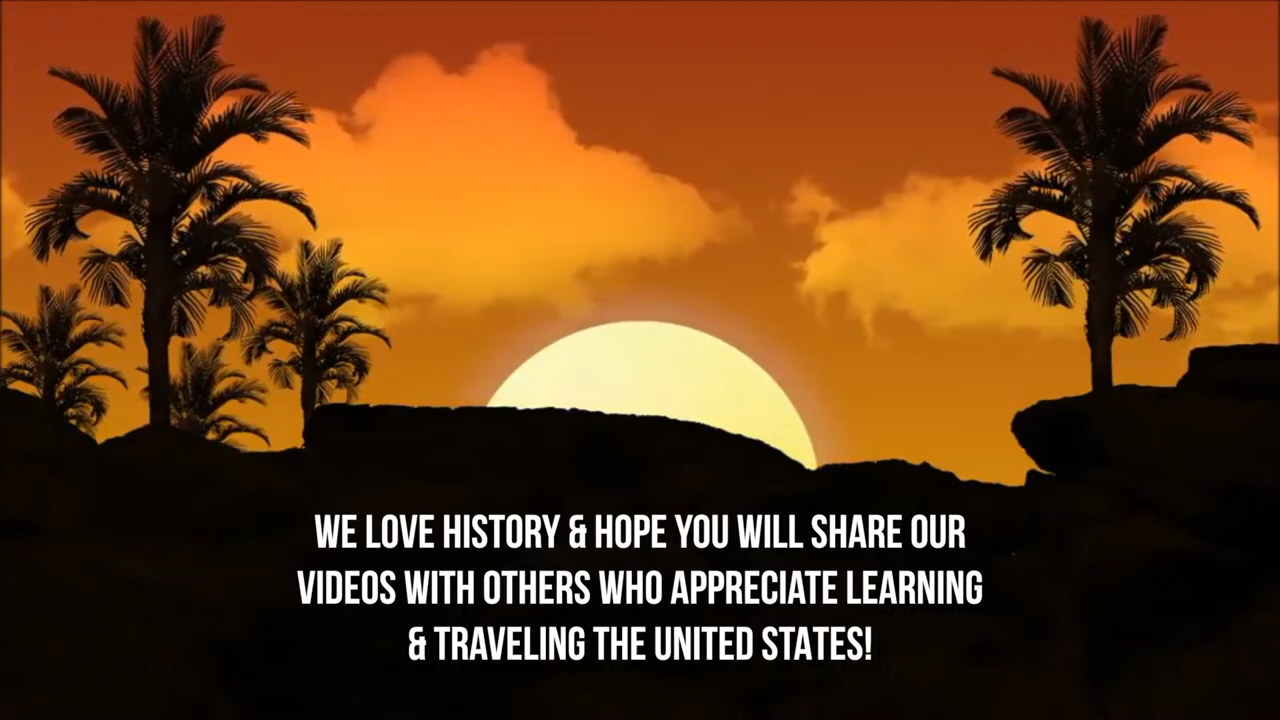 WE LOVE HISTORY & HOPE YOU WILL SHARE OUR
VIDEOS WITH OTHERS WHO APPRECIATE LEARNING
& TRAVELING THE UNITED STATES!